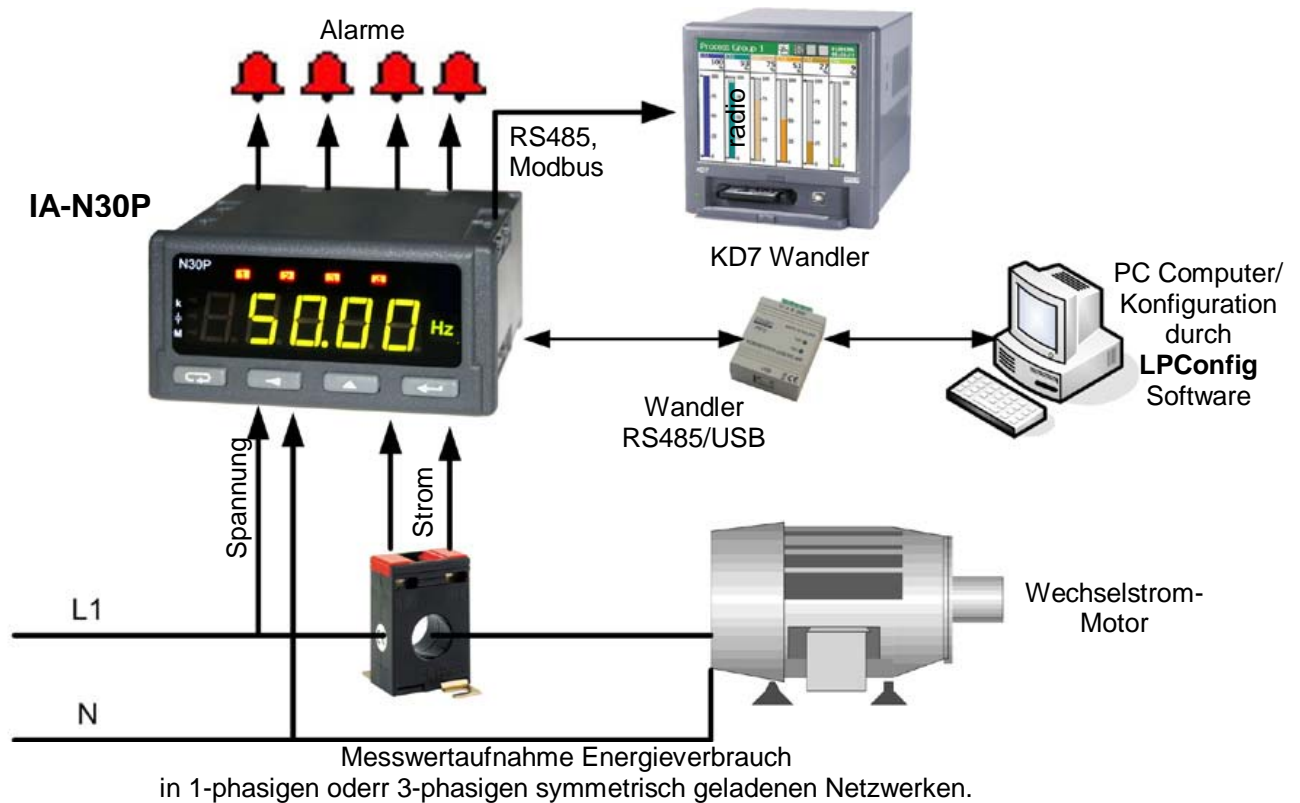 Alarme
RS485,
Modbus
Process Group 1
radio
IA-N30P
N30P
k
M
50.00
Hz
KD7 Wandler
PC Computer/
Konfiguration
durch
LPConfig
Software
Wandler
RS485/USB
Spannung
Strom
L1
N
Wechselstrom-
Motor
Messwertaufnahme Energieverbrauch
in 1-phasigen oderr 3-phasigen symmetrisch geladenen Netzwerken.